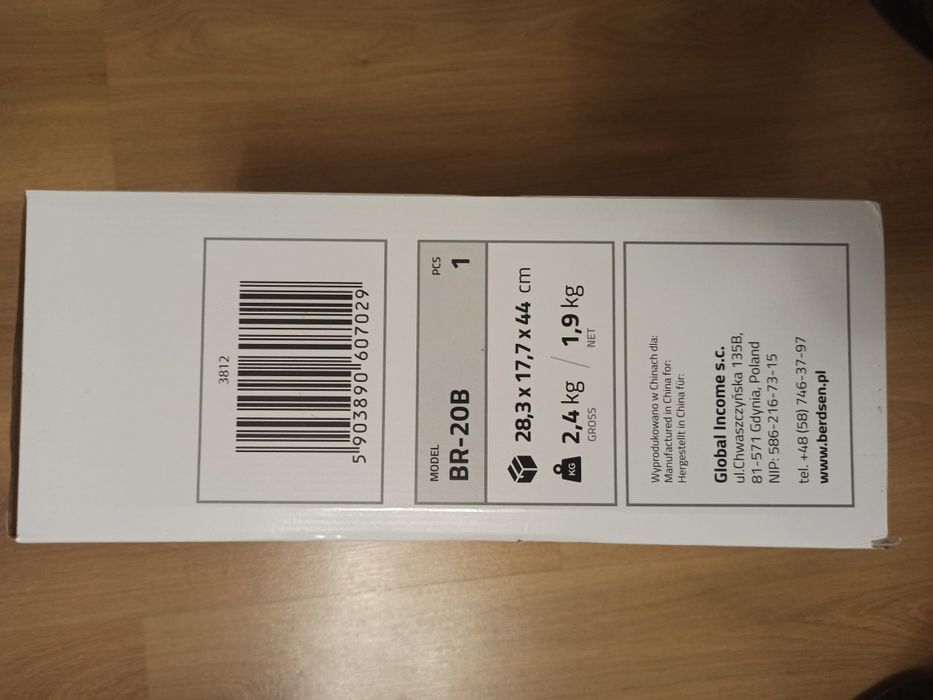 3812
5 903890 607029
MODEL PCS
BR-20B 1
28,3 x 17,7 x 44 cm
KG 2,4 kg / 1,9 kg
GROSS NET
Wyprodukowano w Chinach dla:
Manufactured in China for:
Hergestellt in China für:
Global Income s.c.
ul.Chwaszczyńska 135B,
81-571 Gdynia, Poland
NIP: 586-216-73-15
tel. +48 (58) 746-37-97
www.berdsen.pl